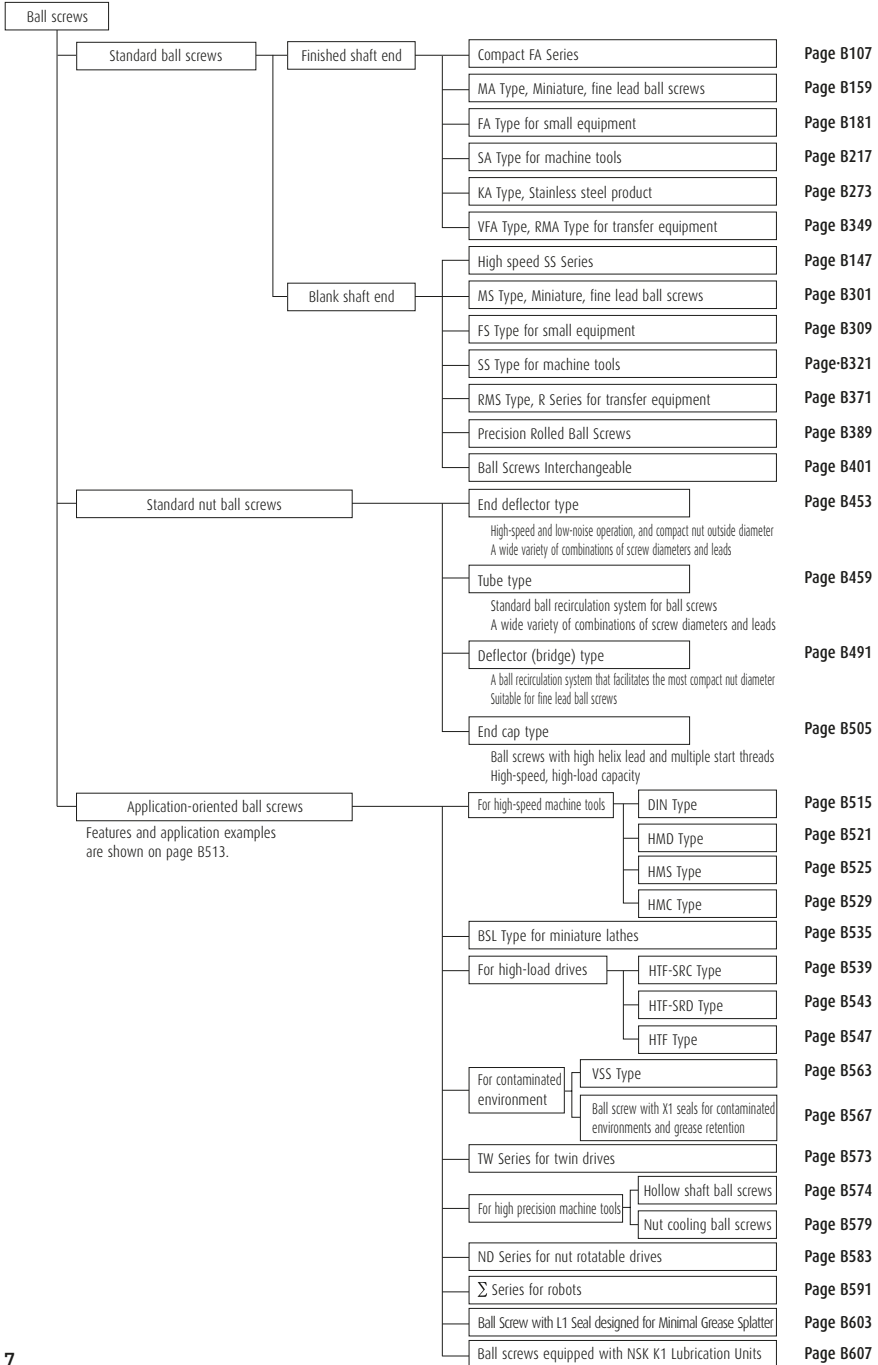 Ball screws
Standard ball screws
Finished shaft end
Compact FA Series
Page B107
MA Type, Miniature, fine lead ball screws
Page B159
FA Type for small equipment
Page B181
SA Type for machine tools
Page B217
KA Type, Stainless steel product
Page B273
VFA Type, RMA Type for transfer equipment
Page B349
High speed SS Series
Page B147
Blank shaft end
MS Type, Miniature, fine lead ball screws
Page B301
FS Type for small equipment
Page B309
SS Type for machine tools
Page·B321
RMS Type, R Series for transfer equipment
Page B371
Precision Rolled Ball Screws
Page B389
Ball Screws Interchangeable
Page B401
Standard nut ball screws
End deflector type
Page B453
High-speed and low-noise operation, and compact nut outside diameter
A wide variety of combinations of screw diameters and leads
Tube type
Page B459
Standard ball recirculation system for ball screws
A wide variety of combinations of screw diameters and leads
Deflector (bridge) type
Page B491
A ball recirculation system that facilitates the most compact nut diameter
Suitable for fine lead ball screws
End cap type
Page B505
Ball screws with high helix lead and multiple start threads
High-speed, high-load capacity
Application-oriented ball screws
Features and application examples
are shown on page B513.
For high-speed machine tools
DIN Type
Page B515
HMD Type
Page B521
HMS Type
Page B525
HMC Type
Page B529
BSL Type for miniature lathes
Page B535
For high-load drives
HTF-SRC Type
Page B539
HTF-SRD Type
Page B543
HTF Type
Page B547
For contaminated
environment
VSS Type
Page B563
Ball screw with X1 seals for contaminated
environments and grease retention
Page B567
TW Series for twin drives
Page B573
For high precision machine tools
Hollow shaft ball screws
Page B574
Nut cooling ball screws
Page B579
ND Series for nut rotatable drives
Page B583
∑ Series for robots
Page B591
Ball Screw with L1 Seal designed for Minimal Grease Splatter
Page B603
Ball screws equipped with NSK K1 Lubrication Units
Page B607
7